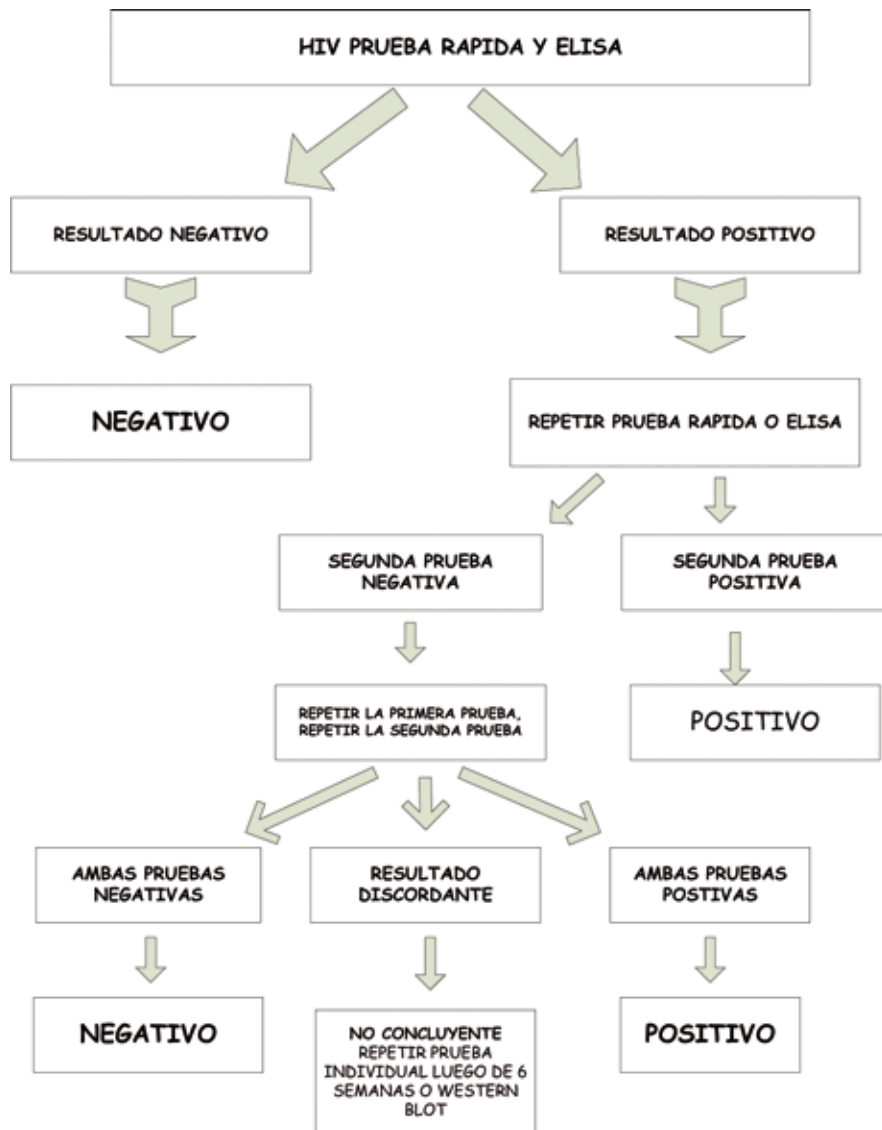 HIV PRUEBA RAPIDA Y ELISA
RESULTADO NEGATIVO
RESULTADO POSITIVO
NEGATIVO
REPETIR PRUEBA RAPIDA O ELISA
SEGUNDA PRUEBA
NEGATIVA
SEGUNDA PRUEBA
POSITIVA
REPETIR LA PRIMERA PRUEBA,
REPETIR LA SEGUNDA PRUEBA
POSITIVO
AMBAS PRUEBAS
NEGATIVAS
RESULTADO
DISCORDANTE
AMBAS PRUEBAS
POSTIVAS
NEGATIVO
NO CONCLUYENTE
REPETIR PRUEBA
INDIVIDUAL LUEGO DE 6
SEMANAS O WESTERN
BLOT
POSITIVO